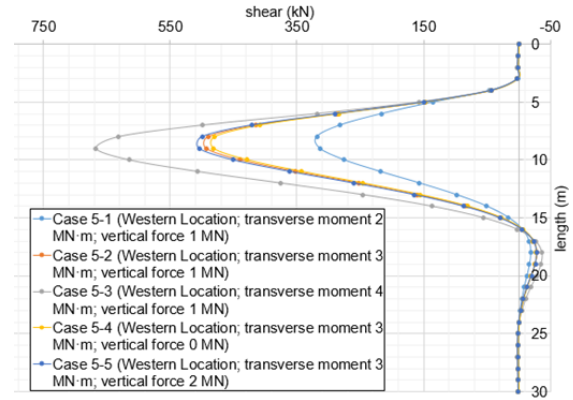 shear (kN)
750 550 350 150 -50
0
5
10
15
20
25
30
length (m)
Case 5-1 (Western Location; transverse moment 2
MN·m; vertical force 1 MN)
Case 5-2 (Western Location; transverse moment 3
MN·m; vertical force 1 MN)
Case 5-3 (Western Location; transverse moment 4
MN·m; vertical force 1 MN)
Case 5-4 (Western Location; transverse moment 3
MN·m; vertical force 0 MN)
Case 5-5 (Western Location; transverse moment 3
MN·m; vertical force 2 MN)